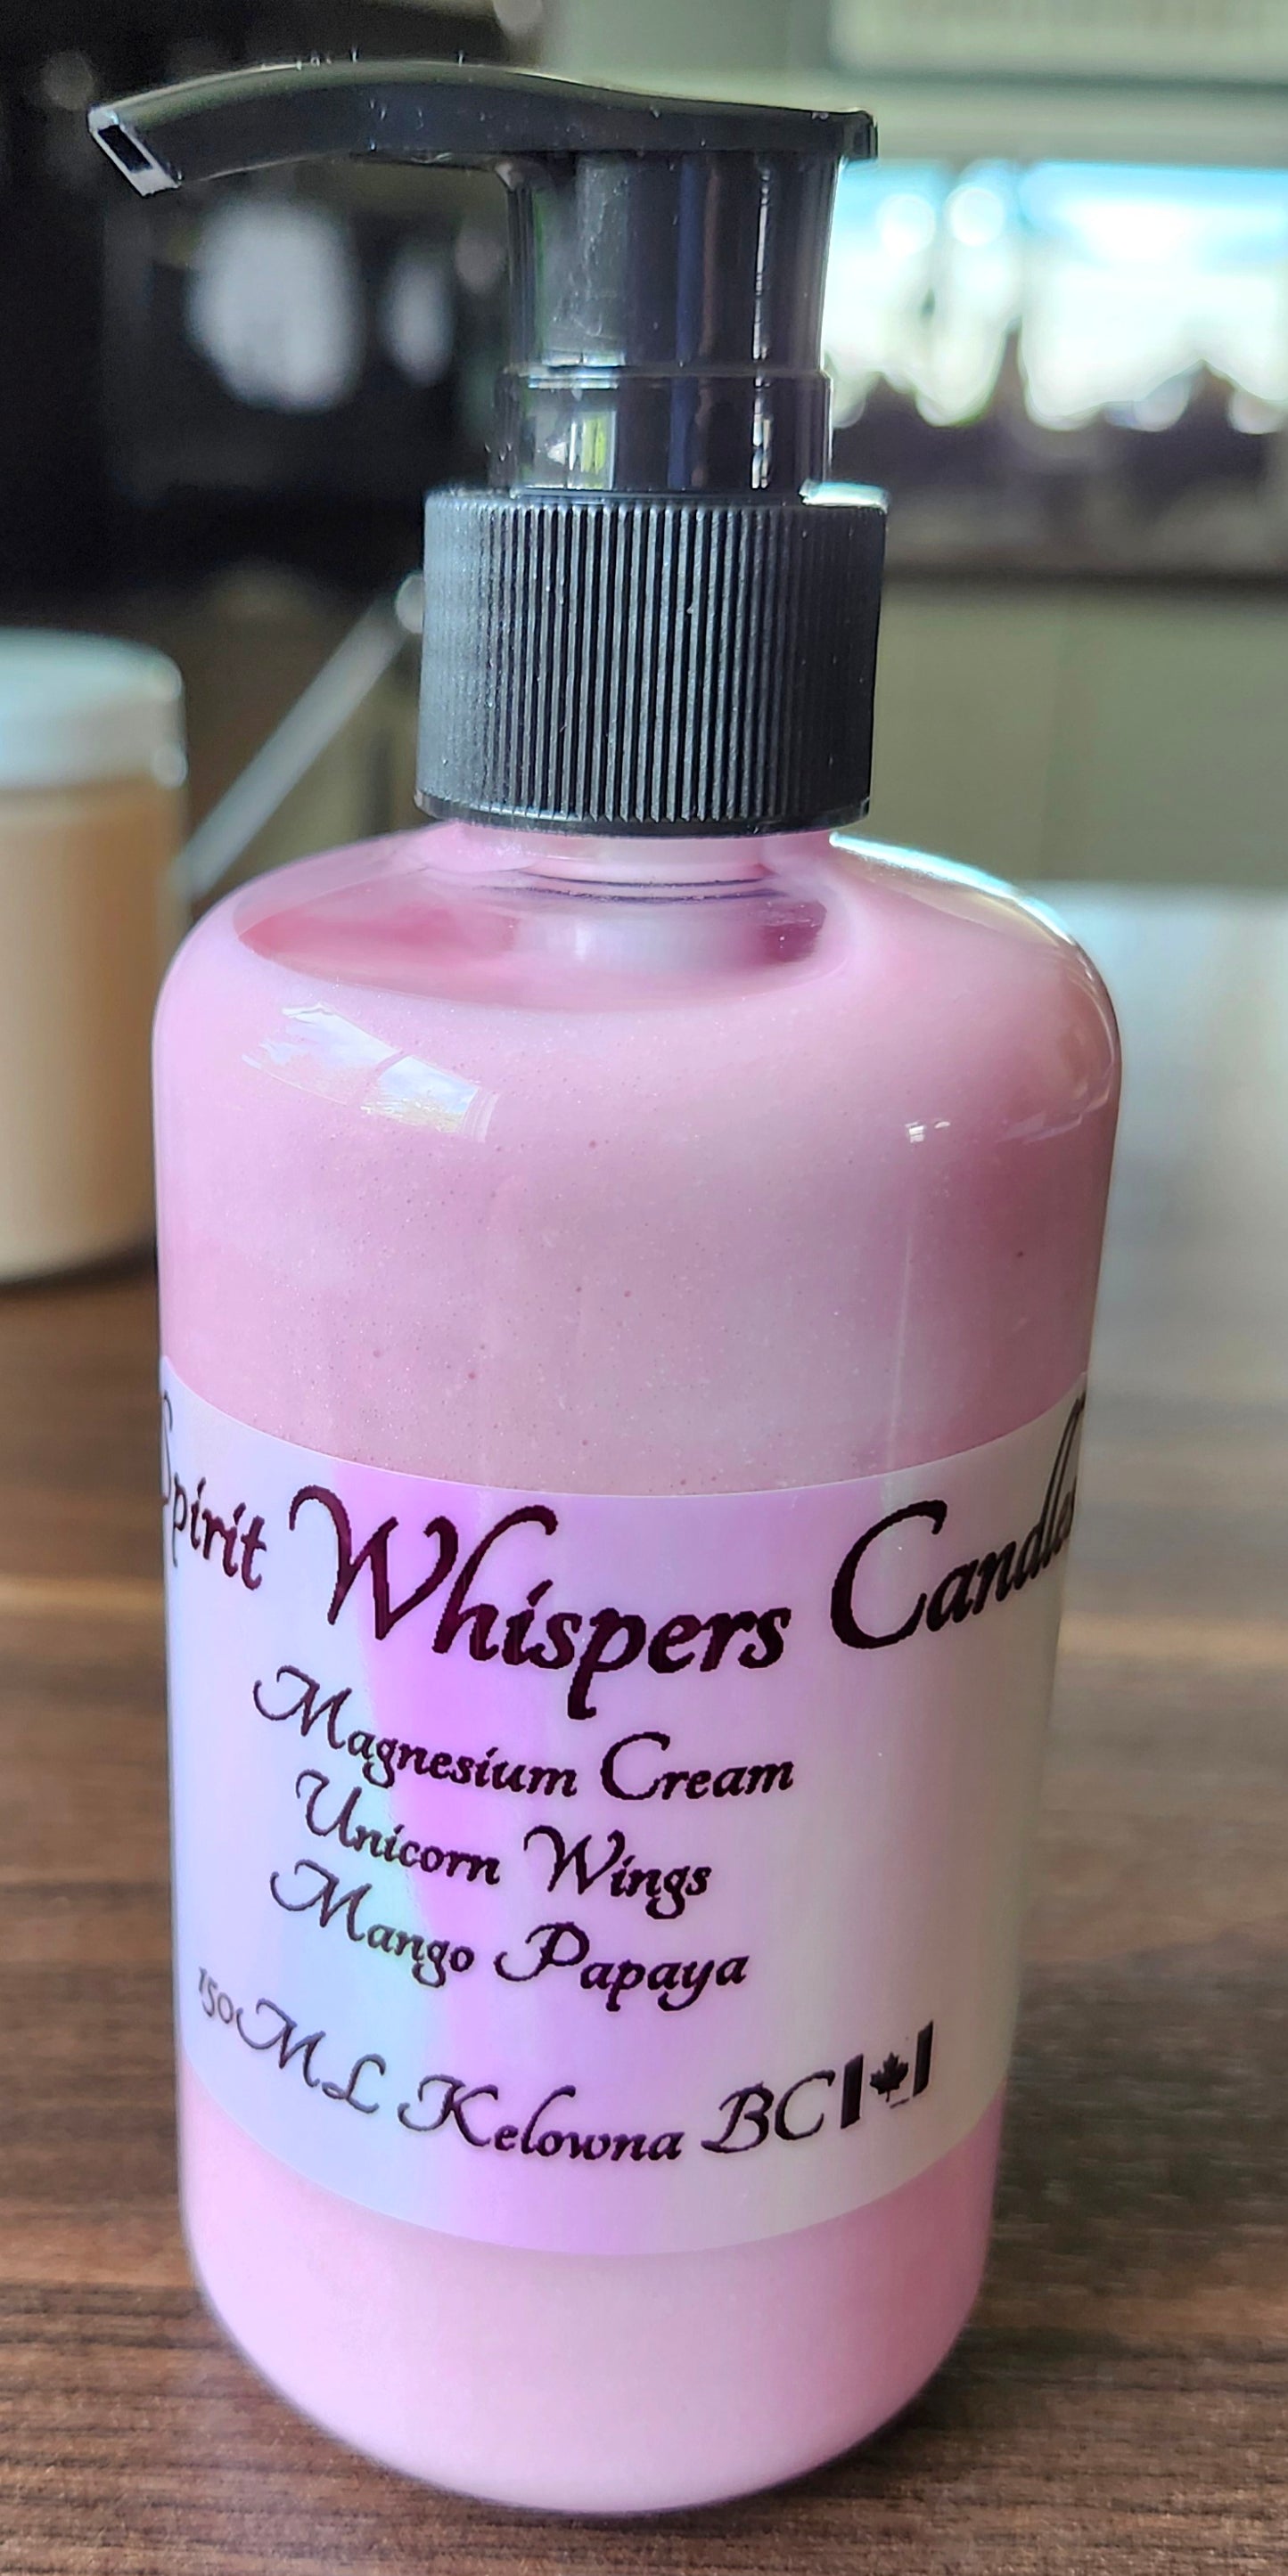 Spirit Whispers Candles
Magnesium Cream
Unicorn Wings
Mango Papaya
150ML Kelowna BC